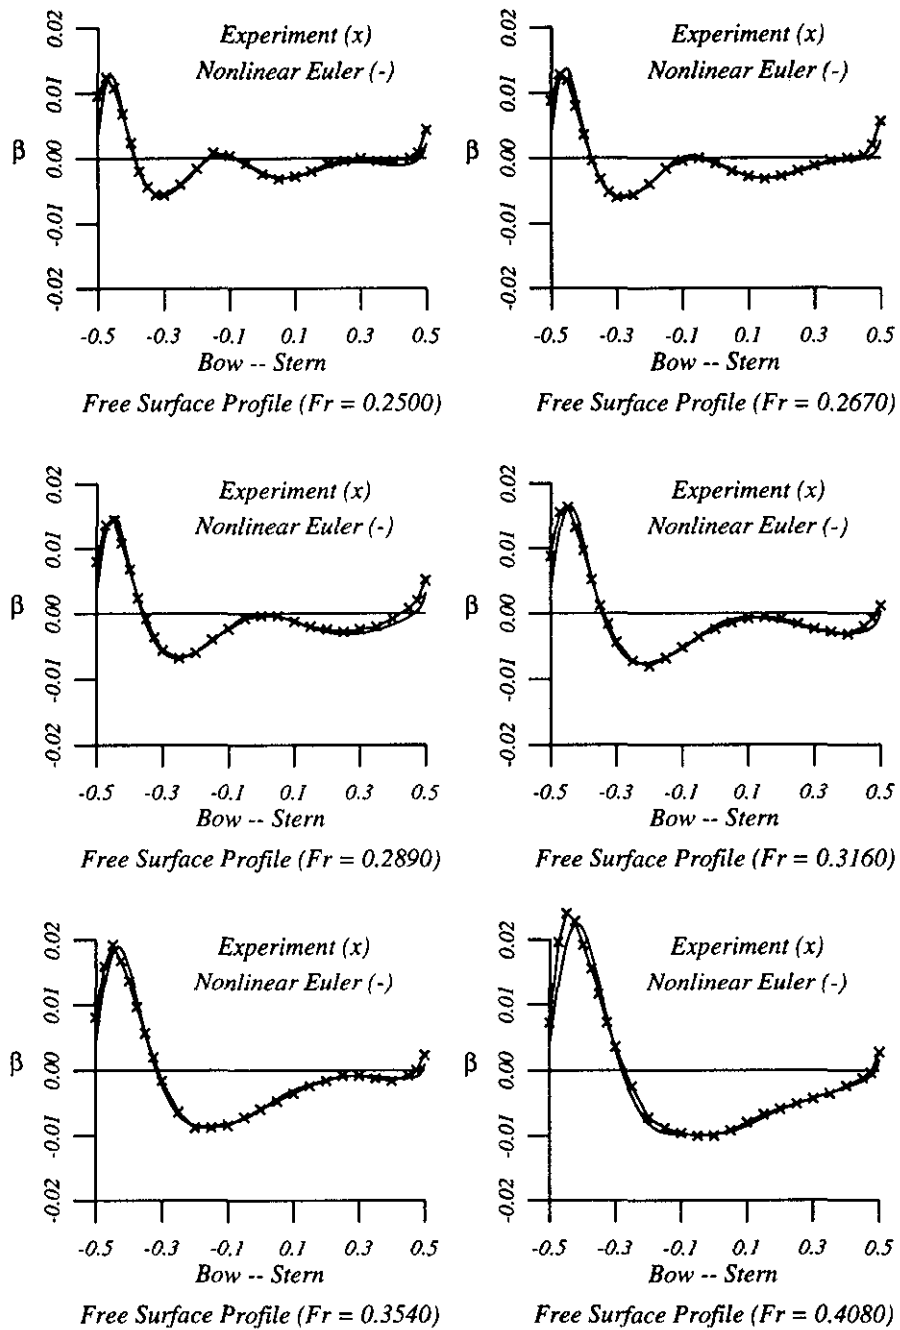 0.02
0.01
0.00
-0.01
-0.02
β
Experiment (x)
Nonlinear Euler (-)
-0.5 -0.3 -0.1 0.1 0.3 0.5
Bow -- Stern
Free Surface Profile (Fr = 0.2500)
0.02
0.01
0.00
-0.01
-0.02
β
Experiment (x)
Nonlinear Euler (-)
-0.5 -0.3 -0.1 0.1 0.3 0.5
Bow -- Stern
Free Surface Profile (Fr = 0.2670)
0.02
0.01
0.00
-0.01
-0.02
β
Experiment (x)
Nonlinear Euler (-)
-0.5 -0.3 -0.1 0.1 0.3 0.5
Bow -- Stern
Free Surface Profile (Fr = 0.2890)
0.02
0.01
0.00
-0.01
-0.02
β
Experiment (x)
Nonlinear Euler (-)
-0.5 -0.3 -0.1 0.1 0.3 0.5
Bow -- Stern
Free Surface Profile (Fr = 0.3160)
0.02
0.01
0.00
-0.01
-0.02
β
Experiment (x)
Nonlinear Euler (-)
-0.5 -0.3 -0.1 0.1 0.3 0.5
Bow -- Stern
Free Surface Profile (Fr = 0.3540)
0.02
0.01
0.00
-0.01
-0.02
β
Experiment (x)
Nonlinear Euler (-)
-0.5 -0.3 -0.1 0.1 0.3 0.5
Bow -- Stern
Free Surface Profile (Fr = 0.4080)